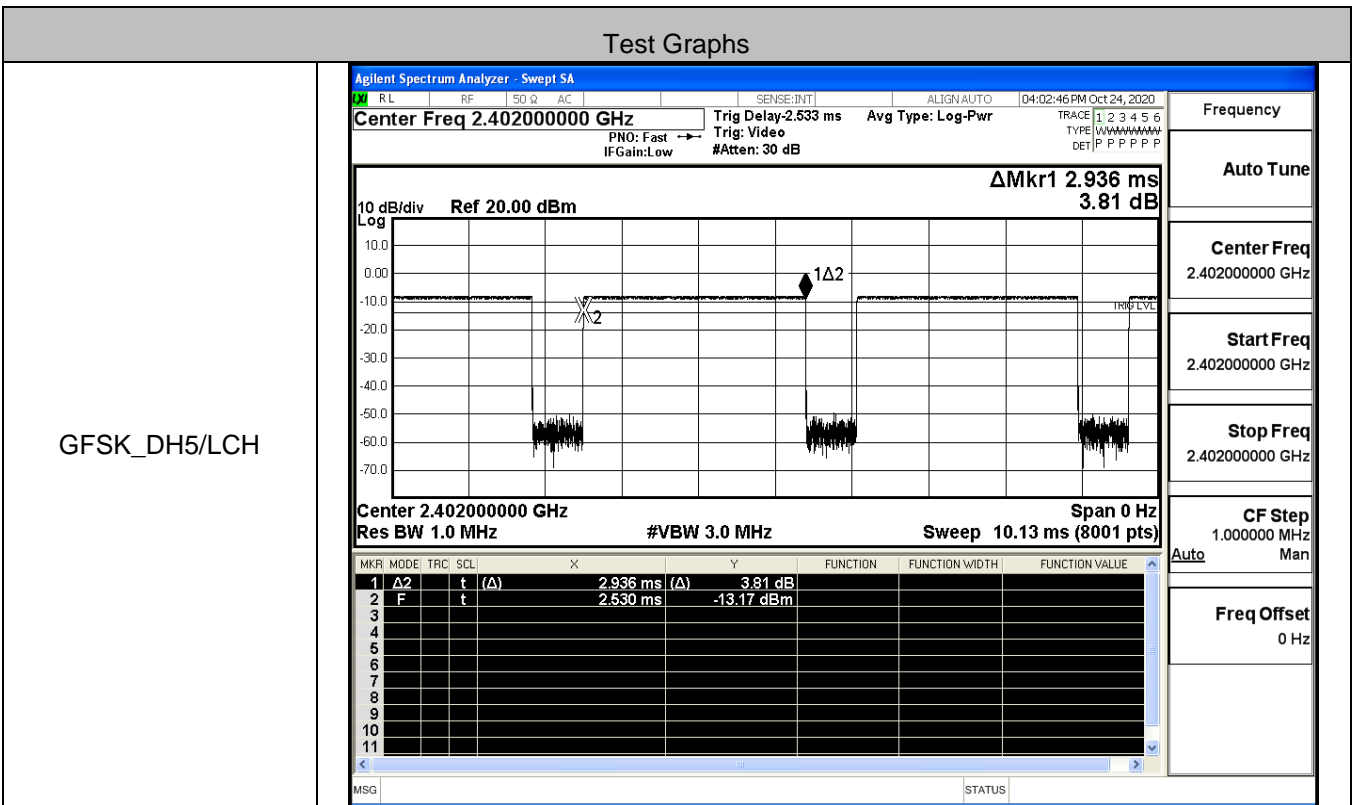 Test Graphs
GFSK_DH5/LCH
Agilent Spectrum Analyzer - Swept SA
LXI RL RF 50 Ω AC SENSE:INT ALIGN AUTO 04:02:46 PM Oct 24, 2020
Center Freq 2.402000000 GHz
PNO: Fast
IFGain:Low
Trig Delay-2.533 ms
Trig: Video
#Atten: 30 dB
Avg Type: Log-Pwr
TRACE 1 2 3 4 5 6
TYPE WWWWWW
DET P P P P P P
ΔMkr1 2.936 ms
3.81 dB
10 dB/div Ref 20.00 dBm
Log
10.0
0.00
-10.0
-20.0
-30.0
-40.0
-50.0
-60.0
-70.0
1Δ2
2
TRIG LVL
Center 2.402000000 GHz Span 0 Hz
Res BW 1.0 MHz #VBW 3.0 MHz Sweep 10.13 ms (8001 pts)
MKR MODE TRC SCL X Y FUNCTION FUNCTION WIDTH FUNCTION VALUE
1 Δ2 t (Δ) 2.936 ms (Δ) 3.81 dB
2 F t 2.530 ms -13.17 dBm
3
4
5
6
7
8
9
10
11
MSG STATUS
Frequency
Auto Tune
Center Freq
2.402000000 GHz
Start Freq
2.402000000 GHz
Stop Freq
2.402000000 GHz
CF Step
1.000000 MHz
Auto Man
Freq Offset
0 Hz